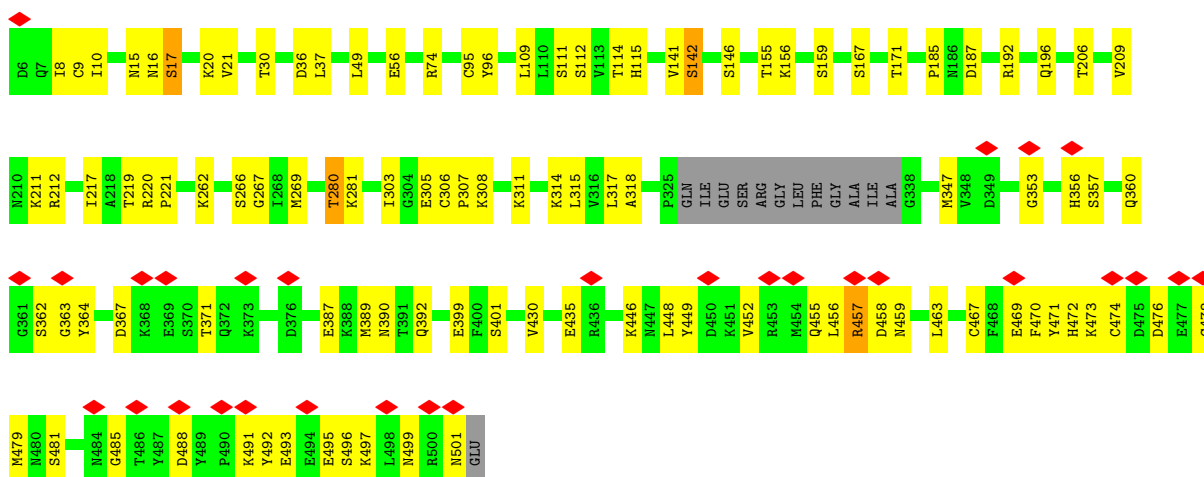 D6 Q7 I8 C9 I10 N15 N16 S17 K20 V21 T30 D36 L37 L49 E56 R74 C95 Y96 L109 L110 S111 S112 V113 T114 H115 V141 S142 S146 T155 K156 S159 S167 T171 P185 N186 D187 R192 Q196 T206 V209
N210 K211 R212 I217 A218 T219 R220 P221 K262 S266 G267 I268 M269 T280 K281 I303 G304 E305 C306 P307 K308 K311 K314 L315 V316 L317 A318 P325 GLN ILE GLU SER ARG GLY LEU PHE GLY ALA ILE ALA G338 M347 V348 D349 G353 H356 S357 Q360
G361 S362 G363 Y364 D367 K368 E369 S370 T371 Q372 K373 D376 E387 K388 M389 N390 T391 Q392 E399 F400 S401 V430 E435 R436 K446 N447 L448 Y449 D450 K451 V452 R453 M454 Q455 L456 R457 D458 N459 L463 C467 F468 E469 F470 Y471 H472 K473 C474 D475 D476 E477
M479 N480 S481 N484 G485 T486 Y487 D488 Y489 P490 K491 Y492 E493 E494 E495 S496 K497 L498 N499 R500 N501 GLU